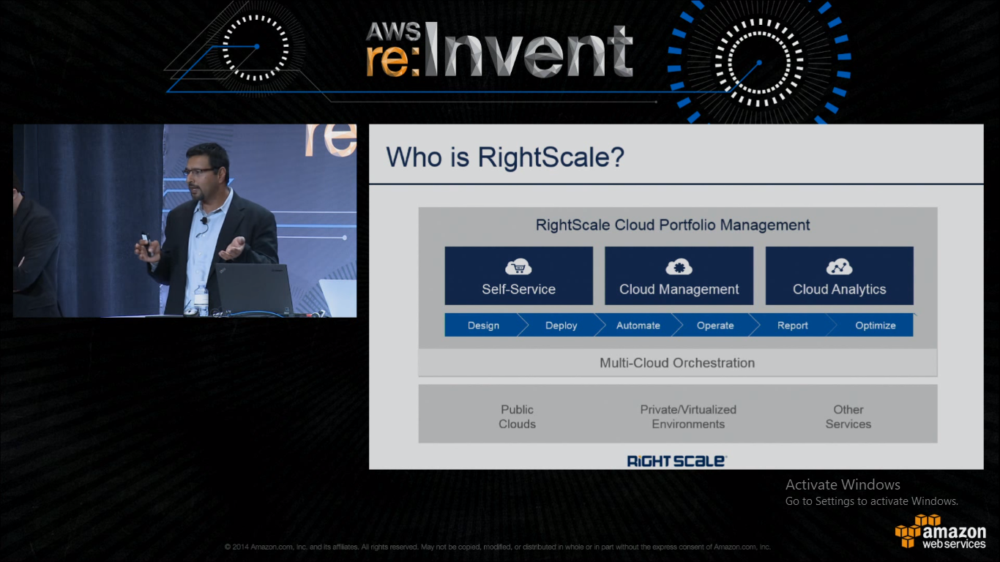 AWS
re:Invent
re
Who is RightScale?
RightScale Cloud Portfolio Management
Self-Service
Cloud Management
Cloud Analytics
Design
Deploy
Automate
Operate
Report
Optimize
Multi-Cloud Orchestration
Public
Clouds
Private/Virtualized
Environments
Other
Services
RIGHTSCALE
Activate Windows
Go to Settings to activate Windows.
amazon
web services
© 2014 Amazon.com, Inc. and its affiliates. All rights reserved. May not be copied, modified, or distributed in whole or in part without the express consent of Amazon.com, Inc.